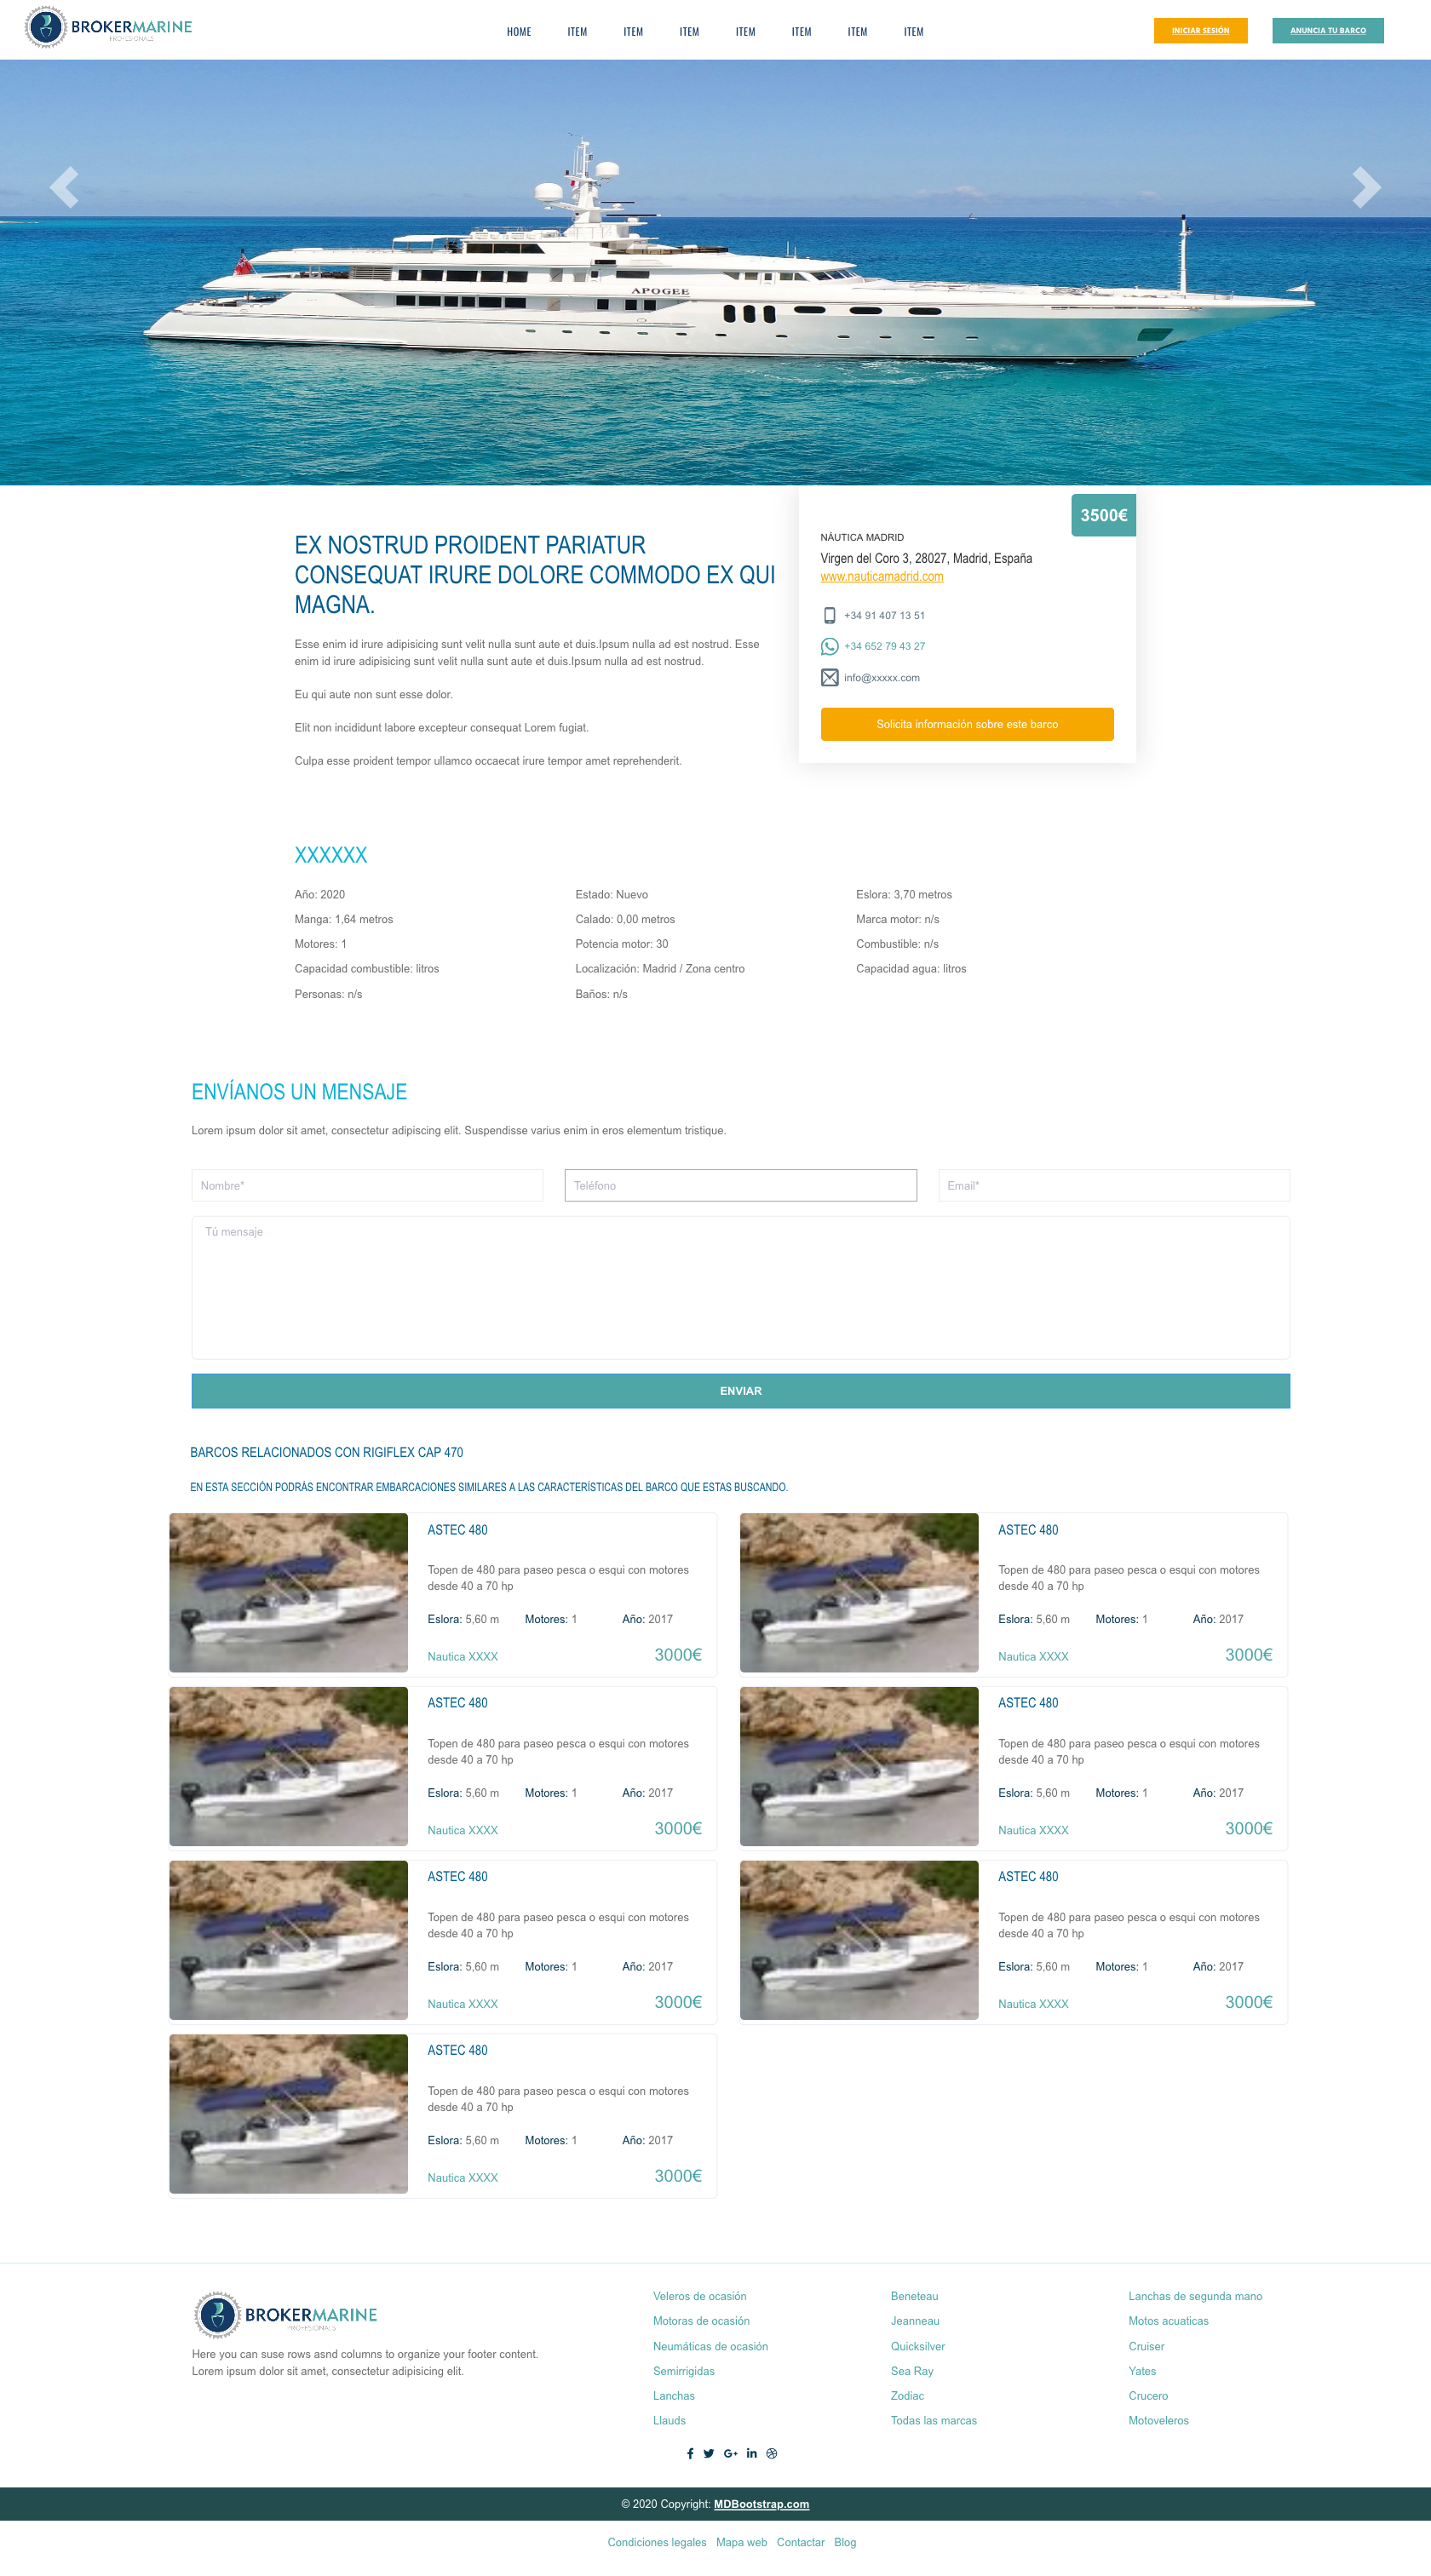 BROKERMARINE
PROFESIONALS
HOME ITEM ITEM ITEM ITEM ITEM ITEM ITEM
INICIAR SESIÓN
ANUNCIA TU BARCO
APOGEE
EX NOSTRUD PROIDENT PARIATUR
CONSEQUAT IRURE DOLORE COMMODO EX QUI
MAGNA.
Esse enim id irure adipisicing sunt velit nulla sunt aute et duis.Ipsum nulla ad est nostrud. Esse
enim id irure adipisicing sunt velit nulla sunt aute et duis.Ipsum nulla ad est nostrud.
Eu qui aute non sunt esse dolor.
Elit non incididunt labore excepteur consequat Lorem fugiat.
Culpa esse proident tempor ullamco occaecat irure tempor amet reprehenderit.
3500€
NÁUTICA MADRID
Virgen del Coro 3, 28027, Madrid, España
www.nauticamadrid.com
+34 91 407 13 51
+34 652 79 43 27
info@xxxxx.com
Solicita información sobre este barco
XXXXXX
Año: 2020 Estado: Nuevo Eslora: 3,70 metros
Manga: 1,64 metros Calado: 0,00 metros Marca motor: n/s
Motores: 1 Potencia motor: 30 Combustible: n/s
Capacidad combustible: litros Localización: Madrid / Zona centro Capacidad agua: litros
Personas: n/s Baños: n/s
ENVÍANOS UN MENSAJE
Lorem ipsum dolor sit amet, consectetur adipiscing elit. Suspendisse varius enim in eros elementum tristique.
Nombre* Teléfono Email*
Tú mensaje
ENVIAR
BARCOS RELACIONADOS CON RIGIFLEX CAP 470
EN ESTA SECCIÓN PODRÁS ENCONTRAR EMBARCACIONES SIMILARES A LAS CARACTERÍSTICAS DEL BARCO QUE ESTAS BUSCANDO.
ASTEC 480
Topen de 480 para paseo pesca o esqui con motores
desde 40 a 70 hp
Eslora: 5,60 m Motores: 1 Año: 2017
Nautica XXXX 3000€
ASTEC 480
Topen de 480 para paseo pesca o esqui con motores
desde 40 a 70 hp
Eslora: 5,60 m Motores: 1 Año: 2017
Nautica XXXX 3000€
ASTEC 480
Topen de 480 para paseo pesca o esqui con motores
desde 40 a 70 hp
Eslora: 5,60 m Motores: 1 Año: 2017
Nautica XXXX 3000€
ASTEC 480
Topen de 480 para paseo pesca o esqui con motores
desde 40 a 70 hp
Eslora: 5,60 m Motores: 1 Año: 2017
Nautica XXXX 3000€
ASTEC 480
Topen de 480 para paseo pesca o esqui con motores
desde 40 a 70 hp
Eslora: 5,60 m Motores: 1 Año: 2017
Nautica XXXX 3000€
ASTEC 480
Topen de 480 para paseo pesca o esqui con motores
desde 40 a 70 hp
Eslora: 5,60 m Motores: 1 Año: 2017
Nautica XXXX 3000€
ASTEC 480
Topen de 480 para paseo pesca o esqui con motores
desde 40 a 70 hp
Eslora: 5,60 m Motores: 1 Año: 2017
Nautica XXXX 3000€
BROKERMARINE
PROFESIONALS
Here you can suse rows asnd columns to organize your footer content.
Lorem ipsum dolor sit amet, consectetur adipisicing elit.
Veleros de ocasión
Motoras de ocasión
Neumáticas de ocasión
Semirrigidas
Lanchas
Llauds
Beneteau
Jeanneau
Quicksilver
Sea Ray
Zodiac
Todas las marcas
Lanchas de segunda mano
Motos acuaticas
Cruiser
Yates
Crucero
Motoveleros
© 2020 Copyright: MDBootstrap.com
Condiciones legales Mapa web Contactar Blog